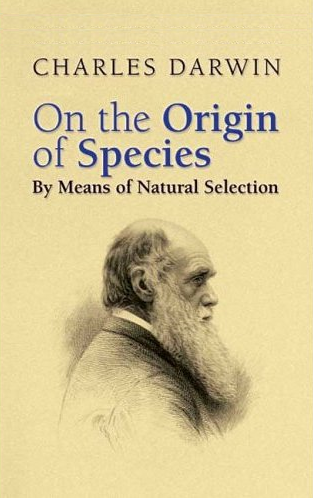 CHARLES DARWIN
On the Origin
of Species
By Means of Natural Selection